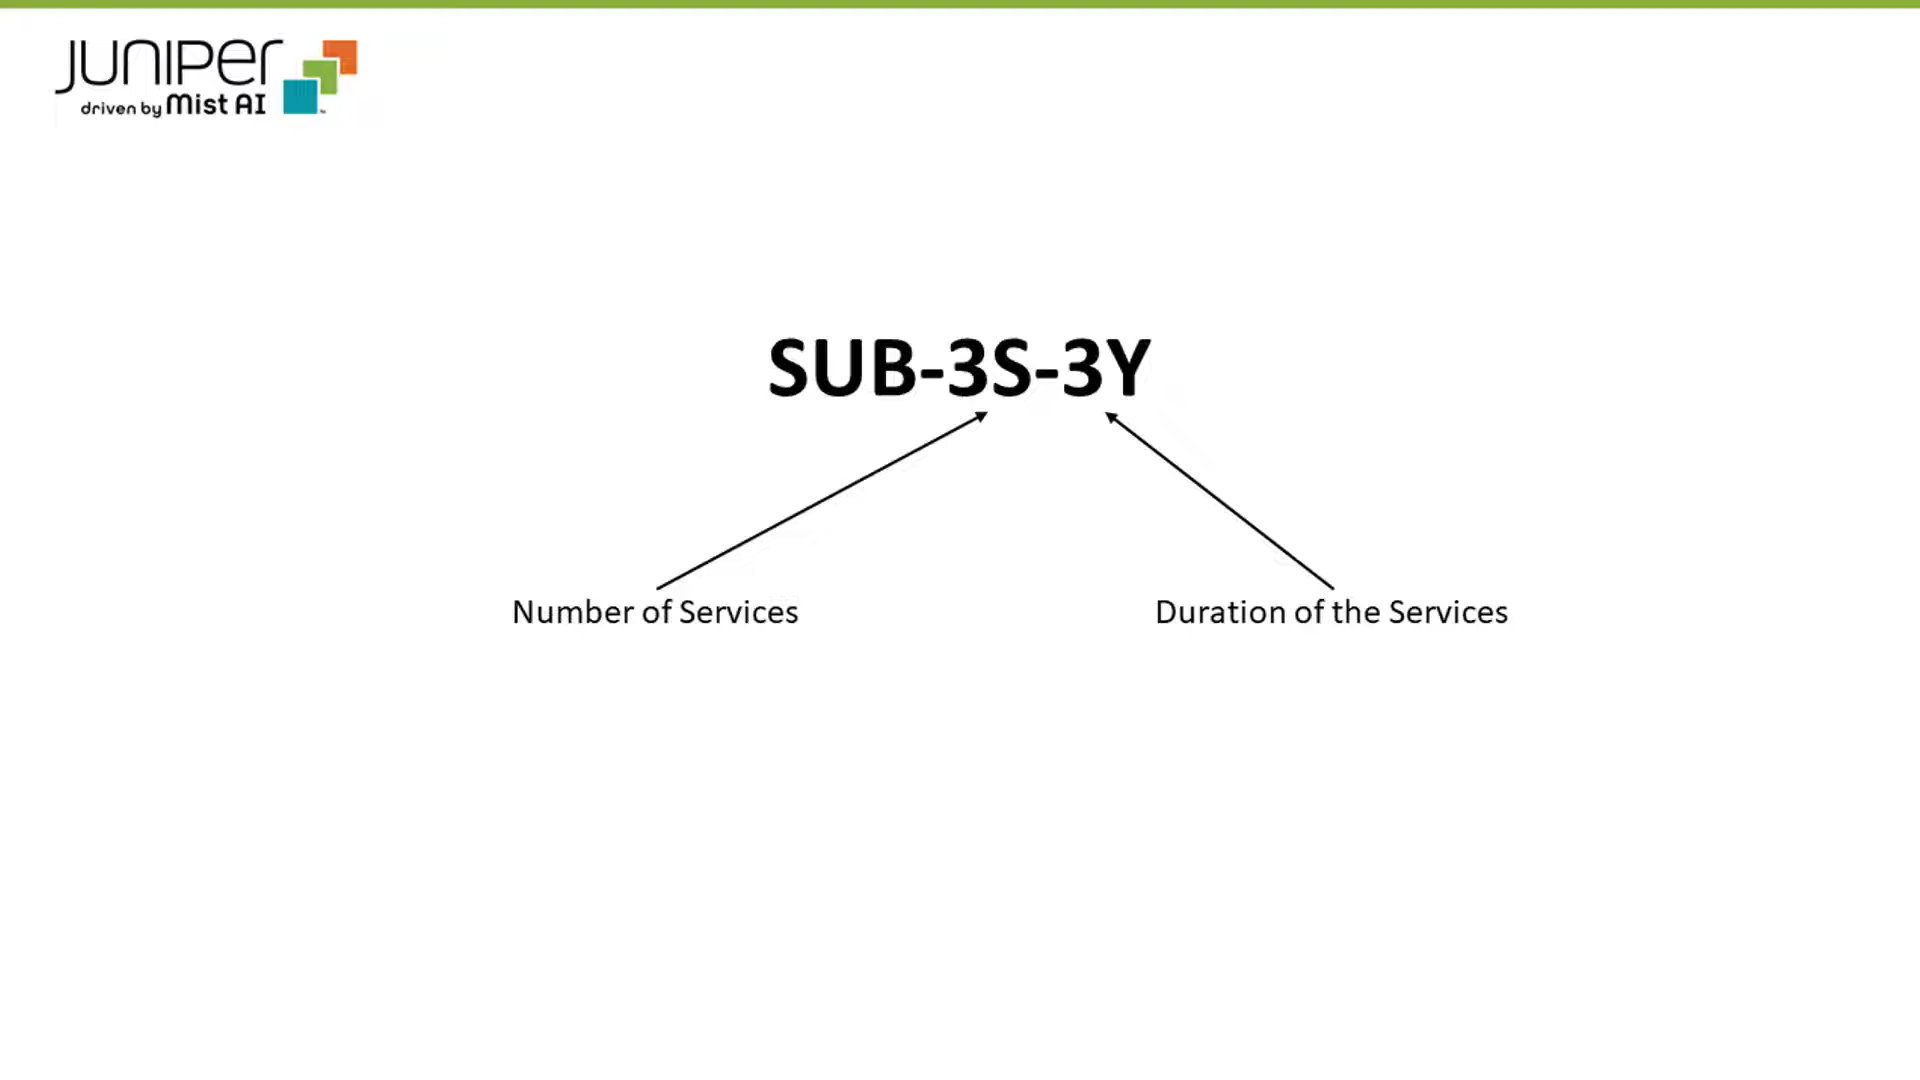 Juniper
driven by Mist AI
SUB-3S-3Y
Number of Services
Duration of the Services